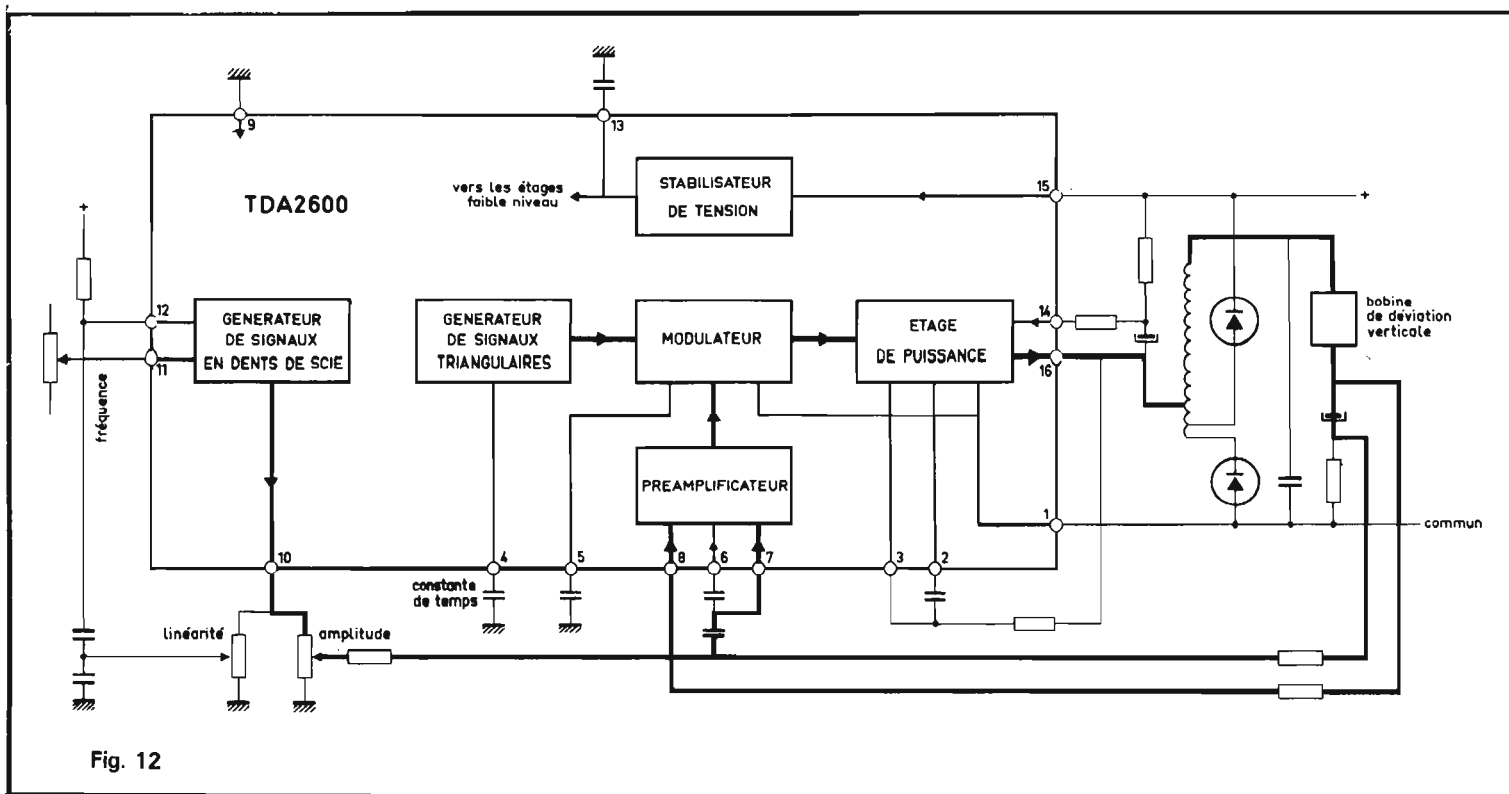 9
13
TDA2600
vers les étages
faible niveau
STABILISATEUR
DE TENSION
15
+
+
12
11
fréquence
GENERATEUR
DE SIGNAUX
EN DENTS DE SCIE
GENERATEUR
DE SIGNAUX
TRIANGULAIRES
MODULATEUR
ETAGE
DE PUISSANCE
14
16
bobine
de déviation
verticale
PREAMPLIFICATEUR
1
commun
10
4
5
8
6
7
3
2
constante
de temps
linéarité
amplitude
Fig. 12